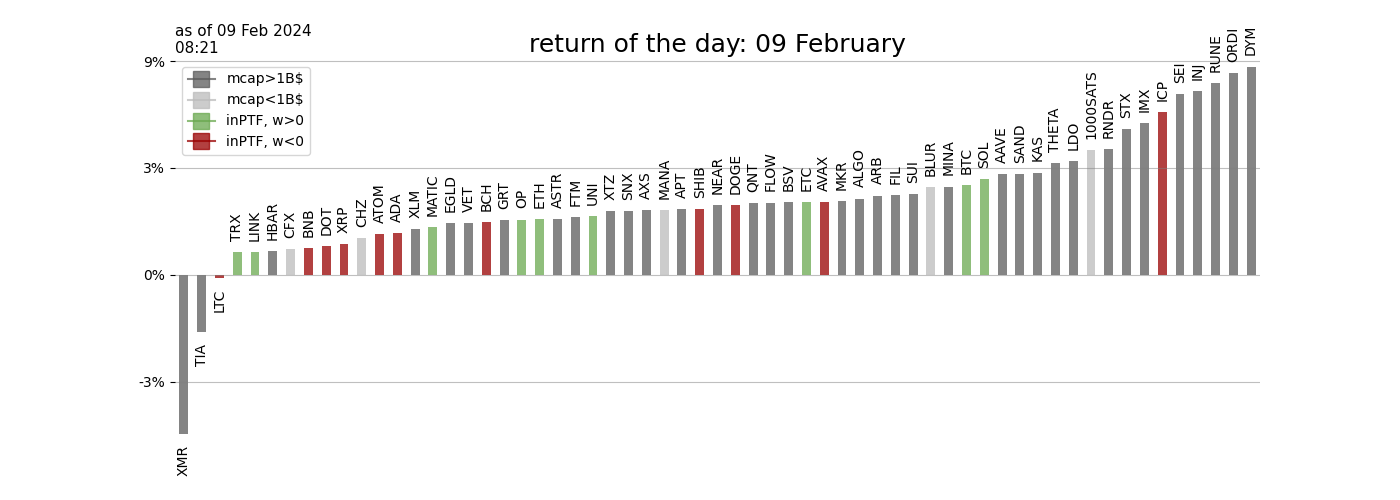 as of 09 Feb 2024
08:21
return of the day: 09 February
9%
3%
0%
-3%
mcap>1B$
mcap<1B$
inPTF, w>0
inPTF, w<0
XMR
TIA
LTC
TRX
LINK
HBAR
CFX
BNB
DOT
XRP
CHZ
ATOM
ADA
XLM
MATIC
EGLD
VET
BCH
GRT
OP
ETH
ASTR
FTM
UNI
XTZ
SNX
AXS
MANA
APT
SHIB
NEAR
DOGE
QNT
FLOW
BSV
ETC
AVAX
MKR
ALGO
ARB
FIL
SUI
BLUR
MINA
BTC
SOL
AAVE
SAND
KAS
THETA
LDO
1000SATS
RNDR
STX
IMX
ICP
SEI
INJ
RUNE
ORDI
DYM